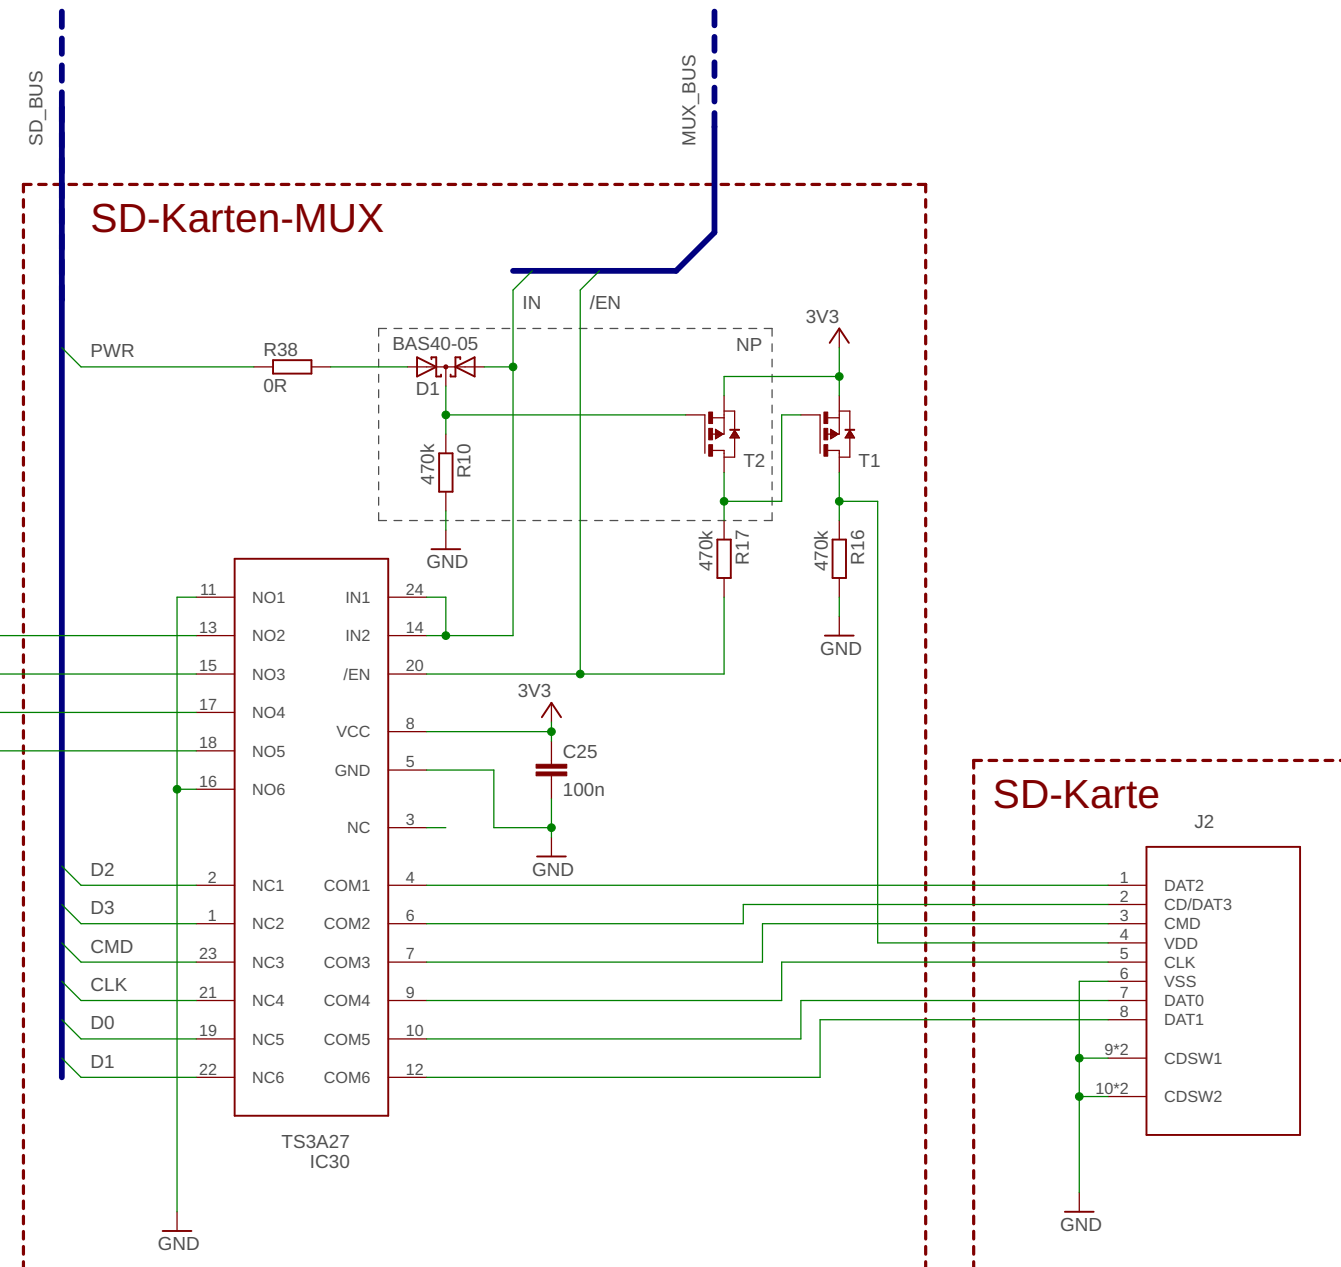 SD_BUS
MUX_BUS
SD-Karten-MUX
IN
/EN
PWR
R38
0R
BAS40-05
D1
NP
3V3
T2
T1
470k
R10
GND
470k
R17
470k
R16
GND
11
NO1
IN1
24
13
NO2
IN2
14
15
NO3
/EN
20
17
NO4
VCC
8
18
NO5
GND
5
16
NO6
NC
3
3V3
C25
100n
GND
D2
2
NC1
COM1
4
D3
1
NC2
COM2
6
CMD
23
NC3
COM3
7
CLK
21
NC4
COM4
9
D0
19
NC5
COM5
10
D1
22
NC6
COM6
12
TS3A27
IC30
GND
SD-Karte
J2
1
DAT2
2
CD/DAT3
3
CMD
4
VDD
5
CLK
6
VSS
7
DAT0
8
DAT1
9*2
CDSW1
10*2
CDSW2
GND